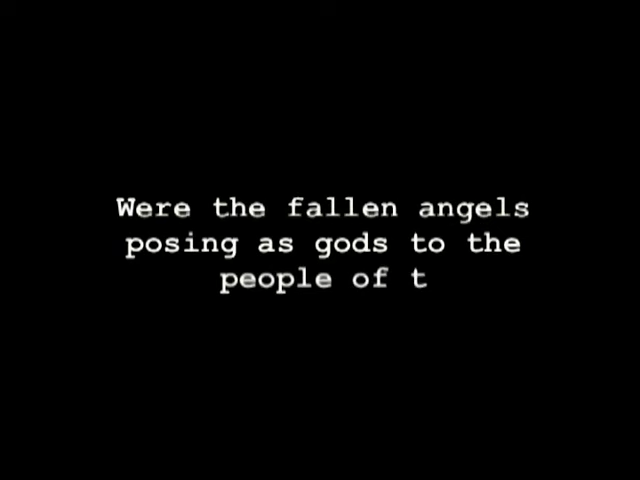 Were the fallen angels
posing as gods to the
people of t